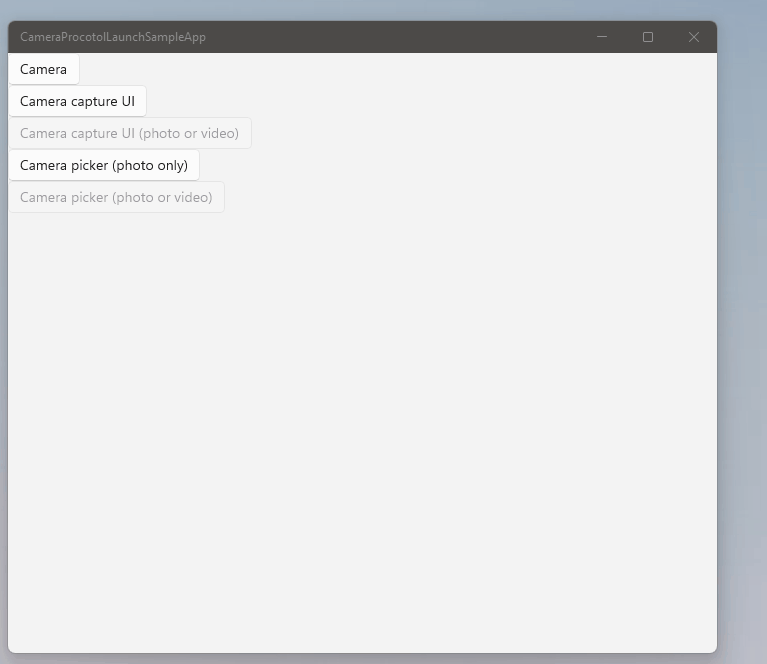 CameraProcotolLaunchSampleApp
Camera
Camera capture UI
Camera capture UI (photo or video)
Camera picker (photo only)
Camera picker (photo or video)